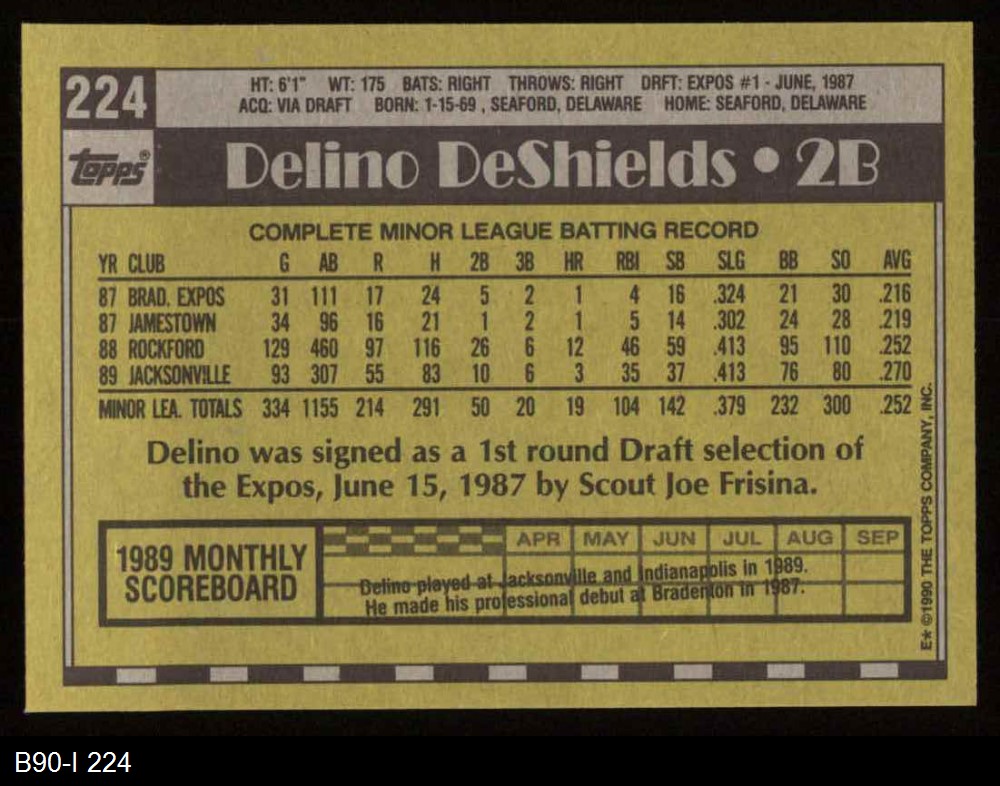 224
HT: 6'1" WT: 175 BATS: RIGHT THROWS: RIGHT DRFT: EXPOS #1 - JUNE, 1987
ACQ: VIA DRAFT BORN: 1-15-69 , SEAFORD, DELAWARE HOME: SEAFORD, DELAWARE
topps®
Delino DeShields • 2B
COMPLETE MINOR LEAGUE BATTING RECORD
YR CLUB G AB R H 2B 3B HR RBI SB SLG BB SO AVG
87 BRAD. EXPOS 31 111 17 24 5 2 1 4 16 .324 21 30 .216
87 JAMESTOWN 34 96 16 21 1 2 1 5 14 .302 24 28 .219
88 ROCKFORD 129 460 97 116 26 6 12 46 59 .413 95 110 .252
89 JACKSONVILLE 93 307 55 83 10 6 3 35 37 .413 76 80 .270
MINOR LEA. TOTALS 334 1155 214 291 50 20 19 104 142 .379 232 300 .252
Delino was signed as a 1st round Draft selection of
the Expos, June 15, 1987 by Scout Joe Frisina.
1989 MONTHLY
SCOREBOARD
APR MAY JUN JUL AUG SEP
Delino played at Jacksonville and Indianapolis in 1989.
He made his professional debut at Bradenton in 1987.
E* ©1990 THE TOPPS COMPANY, INC.
B90-I 224